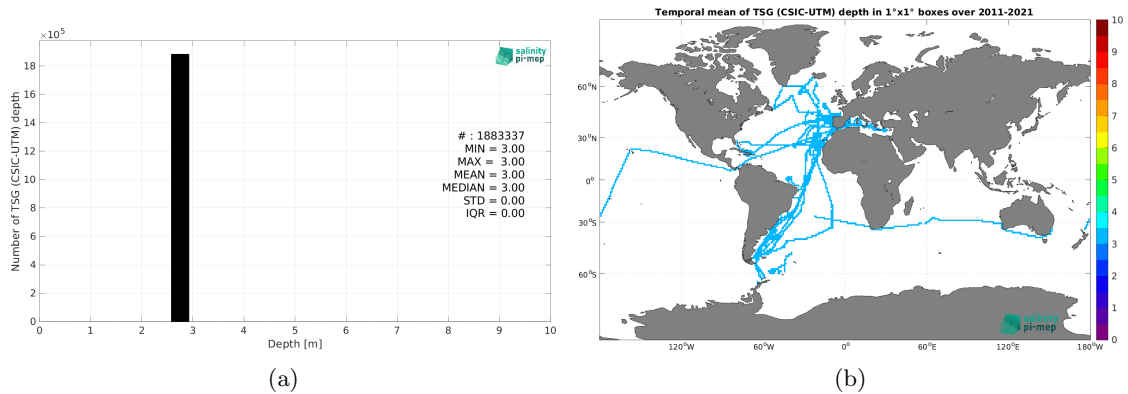 ×10⁵
18
16
14
12
10
8
6
4
2
0
Number of TSG (CSIC-UTM) depth
salinity
pi-mep
# : 1883337
MIN = 3.00
MAX = 3.00
MEAN = 3.00
MEDIAN = 3.00
STD = 0.00
IQR = 0.00
0 1 2 3 4 5 6 7 8 9 10
Depth [m]
(a)
Temporal mean of TSG (CSIC-UTM) depth in 1°x1° boxes over 2011-2021
60°N
30°N
0°
30°S
60°S
120°W 60°W 0° 60°E 120°E 180°W
salinity
pi-mep
10
9
8
7
6
5
4
3
2
1
0
(b)